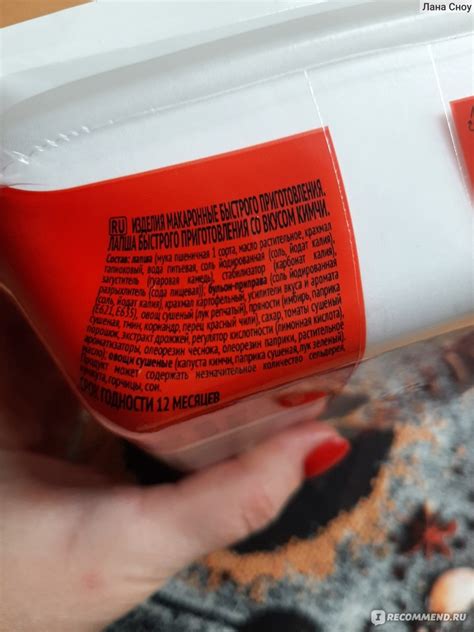 Лана Сноу
RU ИЗДЕЛИЯ МАКАРОННЫЕ БЫСТРОГО ПРИГОТОВЛЕНИЯ.
ЛАПША БЫСТРОГО ПРИГОТОВЛЕНИЯ СО ВКУСОМ КИМЧИ.
Состав: лапша (мука пшеничная 1 сорта, масло растительное, крахмал
тапиоковый, вода питьевая, соль йодированная (соль, йодат калия),
загуститель (гуаровая камедь), стабилизатор (карбонат калия),
разрыхлитель (сода пищевая)), бульон-приправа (соль йодированная
(соль, йодат калия), крахмал картофельный, усилители вкуса и аромата
(Е621, Е635), овощ сушеный (лук репчатый), пряности (имбирь, паприка
сушеная, тмин, кориандр, перец красный чили), сахар, томаты сушеный
порошок, экстракт дрожжей, регулятор кислотности (лимонная кислота),
ароматизаторы, олеорезин чеснока, олеорезин паприки, растительное
масло), овощи сушеные (капуста кимчи, паприка сушеная, лук зеленый).
Продукт может содержать незначительное количество сельдерея,
кунжута, горчицы, сои.
СРОК ГОДНОСТИ 12 МЕСЯЦЕВ
IRECOMMEND.RU